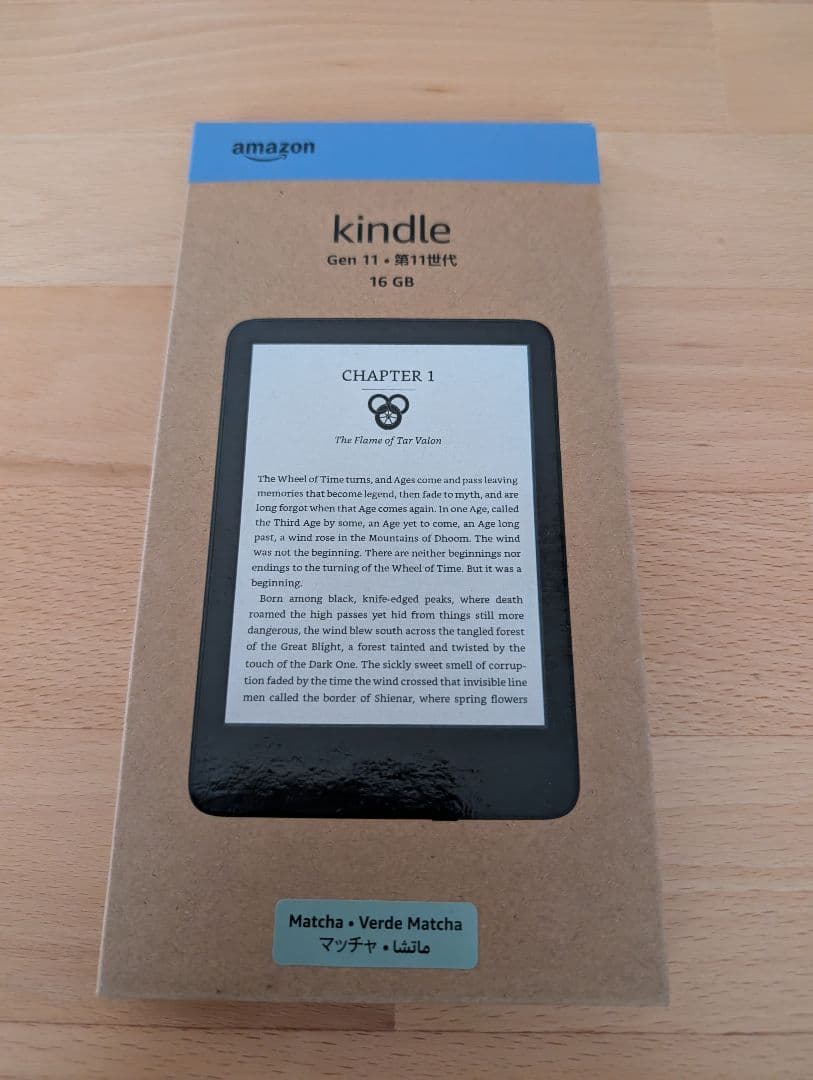 amazon
kindle
Gen 11 • 第11世代
16 GB
CHAPTER 1
The Flame of Tar Valon
The Wheel of Time turns, and Ages come and pass leaving
memories that become legend, then fade to myth, and are
long forgot when that Age comes again. In one Age, called
the Third Age by some, an Age yet to come, an Age long
past, a wind rose in the Mountains of Dhoom. The wind
was not the beginning. There are neither beginnings nor
endings to the turning of the Wheel of Time. But it was a
beginning.
Born among black, knife-edged peaks, where death
roamed the high passes yet hid from things still more
dangerous, the wind blew south across the tangled forest
of the Great Blight, a forest tainted and twisted by the
touch of the Dark One. The sickly sweet smell of corrup-
tion faded by the time the wind crossed that invisible line
men called the border of Shienar, where spring flowers
Matcha • Verde Matcha
マッチャ • ماتشا